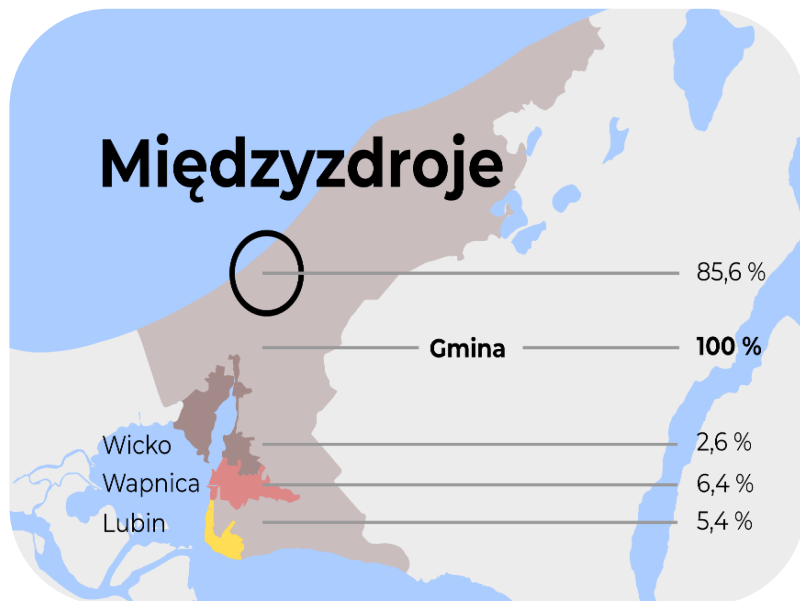 Międzyzdroje
85,6 %
Gmina 100 %
Wicko 2,6 %
Wapnica 6,4 %
Lubin 5,4 %